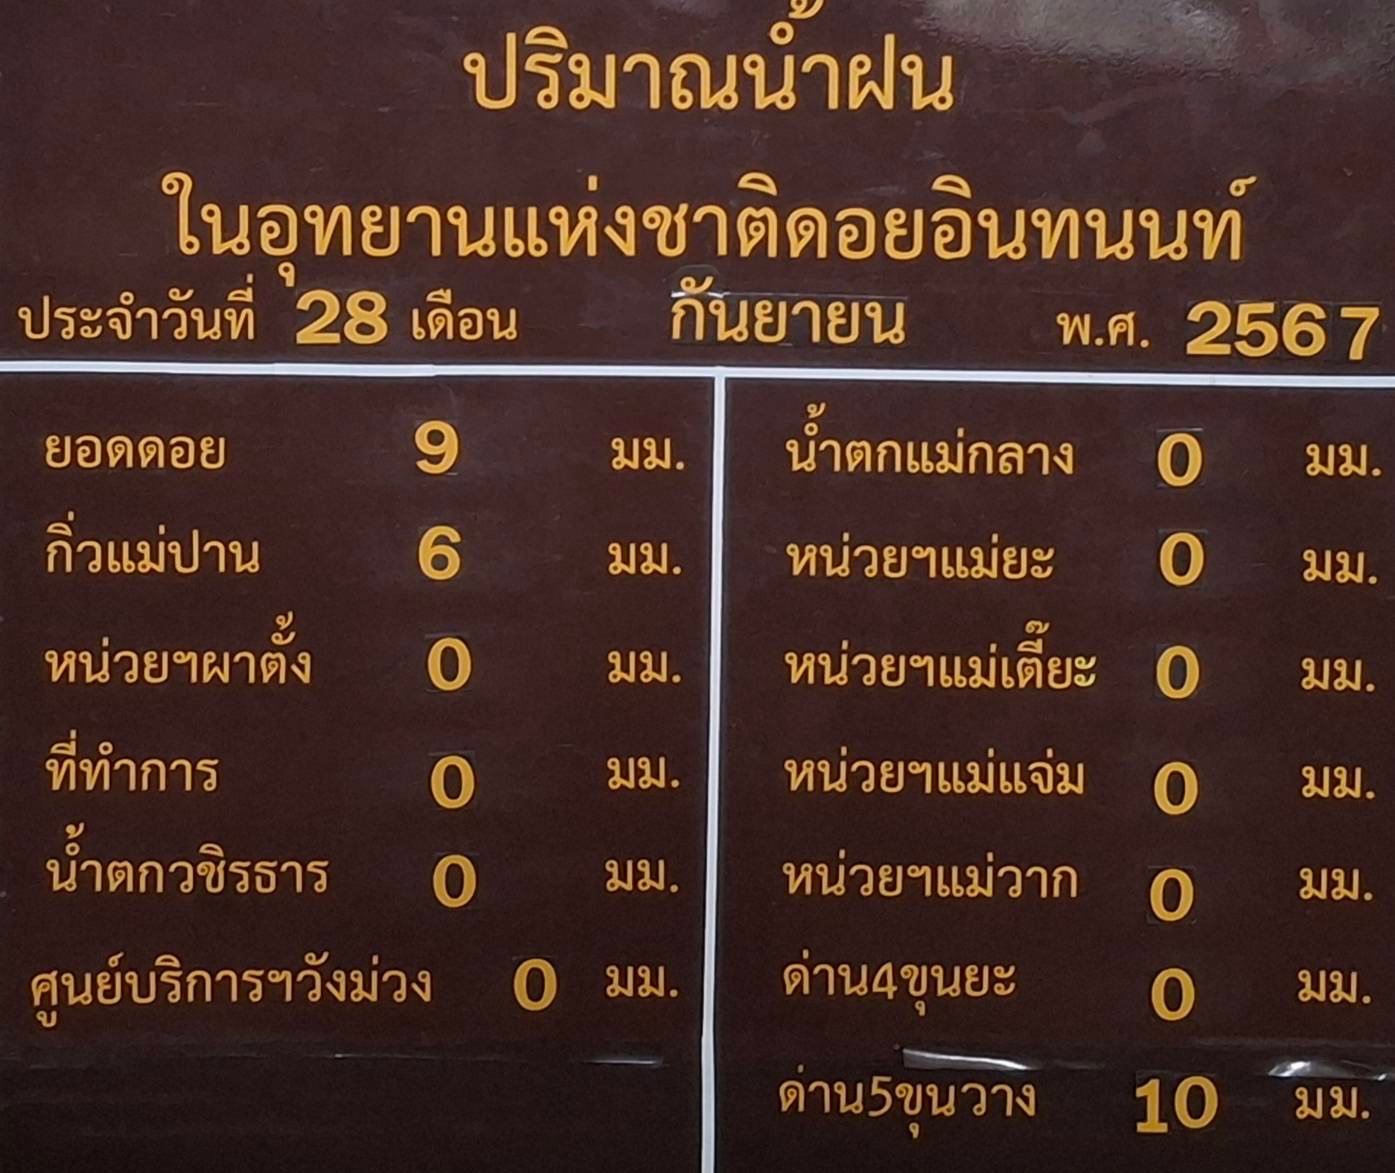 ปริมาณน้ำฝน
ในอุทยานแห่งชาติดอยอินทนนท์
ประจำวันที่ 28 เดือน กันยายน พ.ศ. 2567
ยอดดอย 9 มม.
กิ่วแม่ปาน 6 มม.
หน่วยฯผาตั้ง 0 มม.
ที่ทำการ 0 มม.
น้ำตกวชิรธาร 0 มม.
ศูนย์บริการฯวังม่วง 0 มม.
น้ำตกแม่กลาง 0 มม.
หน่วยฯแม่ยะ 0 มม.
หน่วยฯแม่เตี๊ยะ 0 มม.
หน่วยฯแม่แจ่ม 0 มม.
หน่วยฯแม่วาก 0 มม.
ด่าน4ขุนยะ 0 มม.
ด่าน5ขุนวาง 10 มม.